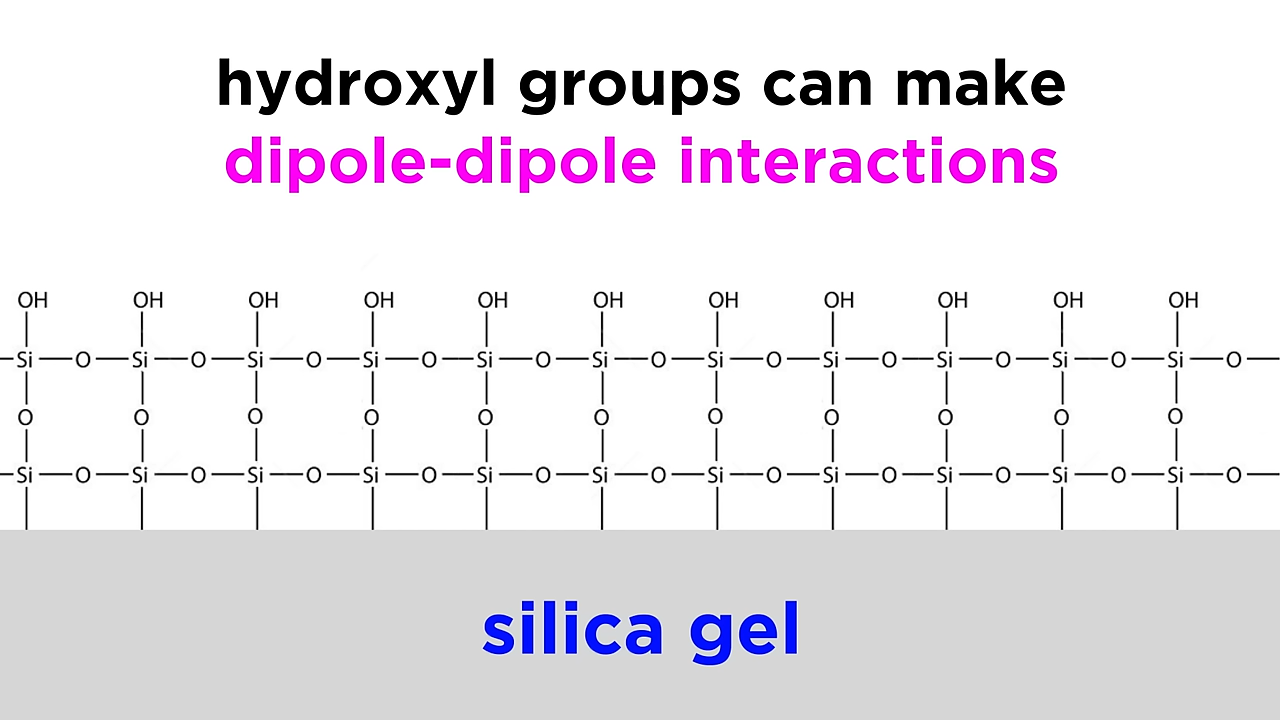 hydroxyl groups can make
dipole-dipole interactions
OH OH OH OH OH OH OH OH OH OH OH
Si O Si O Si O Si O Si O Si O Si O Si O Si O Si O Si O
O O O O O O O O O O O
Si O Si O Si O Si O Si O Si O Si O Si O Si O Si O Si O
silica gel